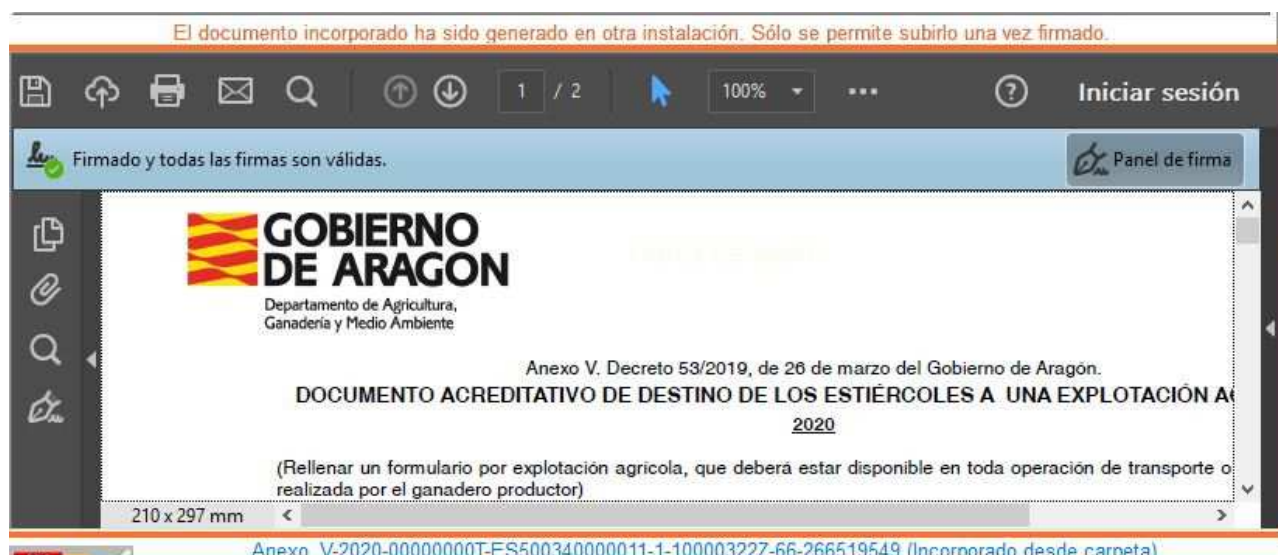 El documento incorporado ha sido generado en otra instalación. Sólo se permite subirlo una vez firmado.
1 / 2 100% Iniciar sesión
Firmado y todas las firmas son válidas. Panel de firma
GOBIERNO
DE ARAGON
Departamento de Agricultura,
Ganadería y Medio Ambiente
Anexo V. Decreto 53/2019, de 26 de marzo del Gobierno de Aragón.
DOCUMENTO ACREDITATIVO DE DESTINO DE LOS ESTIÉRCOLES A UNA EXPLOTACIÓN
2020
(Rellenar un formulario por explotación agrícola, que deberá estar disponible en toda operación de transporte o
realizada por el ganadero productor)
210 x 297 mm
Anexo_V-2020-00000000T-ES500340000011-1-10000322Z-66-266519549 (Incorporado desde carpeta)